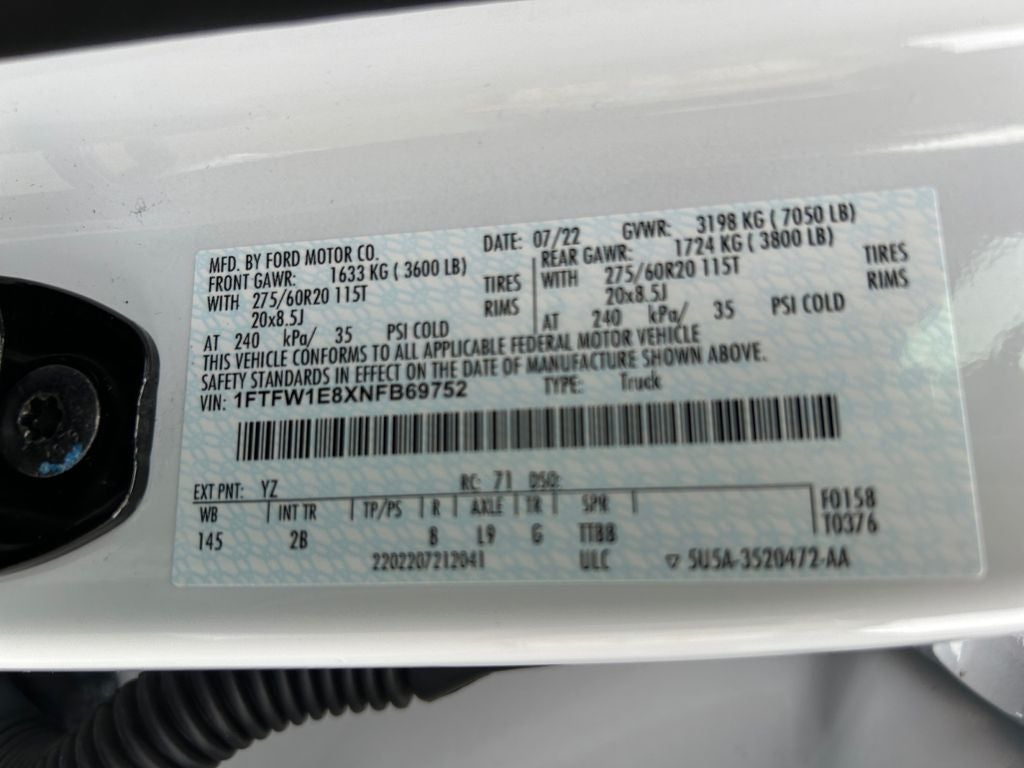 MFD. BY FORD MOTOR CO. DATE: 07/22 GVWR: 3198 KG ( 7050 LB)
FRONT GAWR: 1633 KG ( 3600 LB) REAR GAWR: 1724 KG ( 3800 LB)
WITH 275/60R20 115T TIRES WITH 275/60R20 115T TIRES
20x8.5J RIMS 20x8.5J RIMS
AT 240 kPa/ 35 PSI COLD AT 240 kPa/ 35 PSI COLD
THIS VEHICLE CONFORMS TO ALL APPLICABLE FEDERAL MOTOR VEHICLE
SAFETY STANDARDS IN EFFECT ON THE DATE OF MANUFACTURE SHOWN ABOVE.
VIN: 1FTFW1E8XNFB69752 TYPE: Truck
EXT PNT: YZ RC: 71 DSO:
WB INT TR TP/PS R AXLE TR SPR F0158
145 2B 8 L9 G TT88 T0376
2202207212041 ULC ▽ 5U5A-3520472-AA